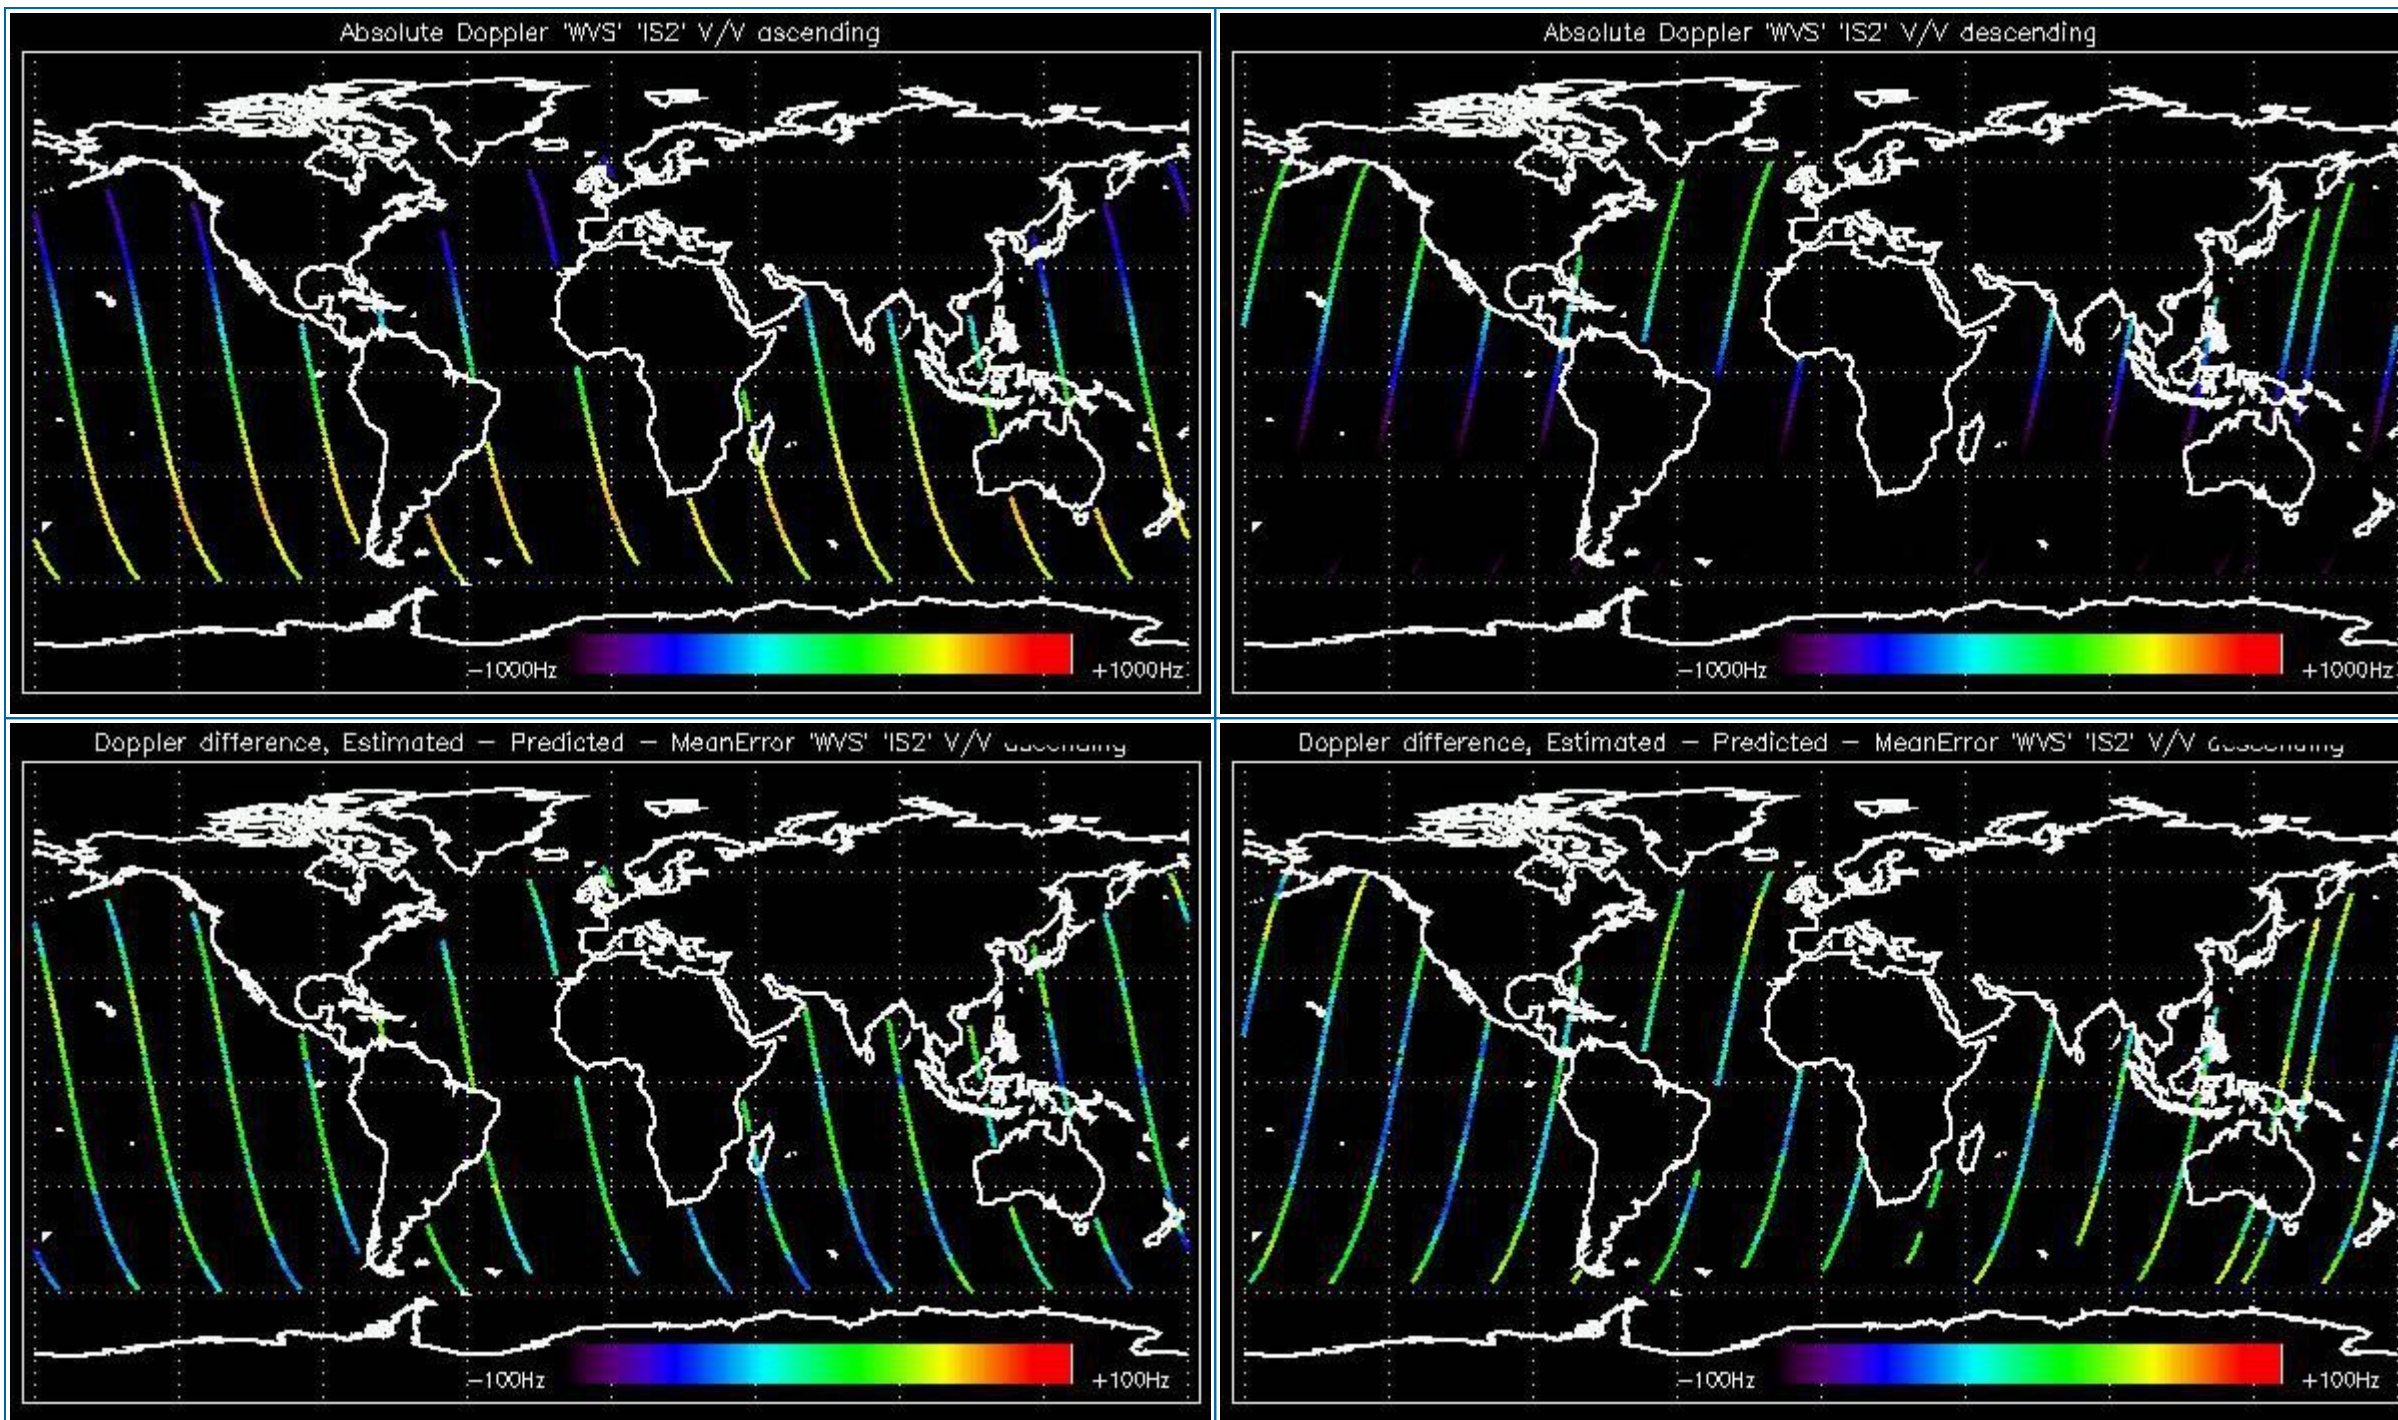 Absolute Doppler 'WVS' 'IS2' V/V ascending
-1000Hz
+1000Hz
Absolute Doppler 'WVS' 'IS2' V/V descending
-1000Hz
+1000Hz
Doppler difference, Estimated - Predicted - MeanError 'WVS' 'IS2' V/V
-100Hz
+100Hz
Doppler difference, Estimated - Predicted - MeanError 'WVS' 'IS2' V/V
-100Hz
+100Hz